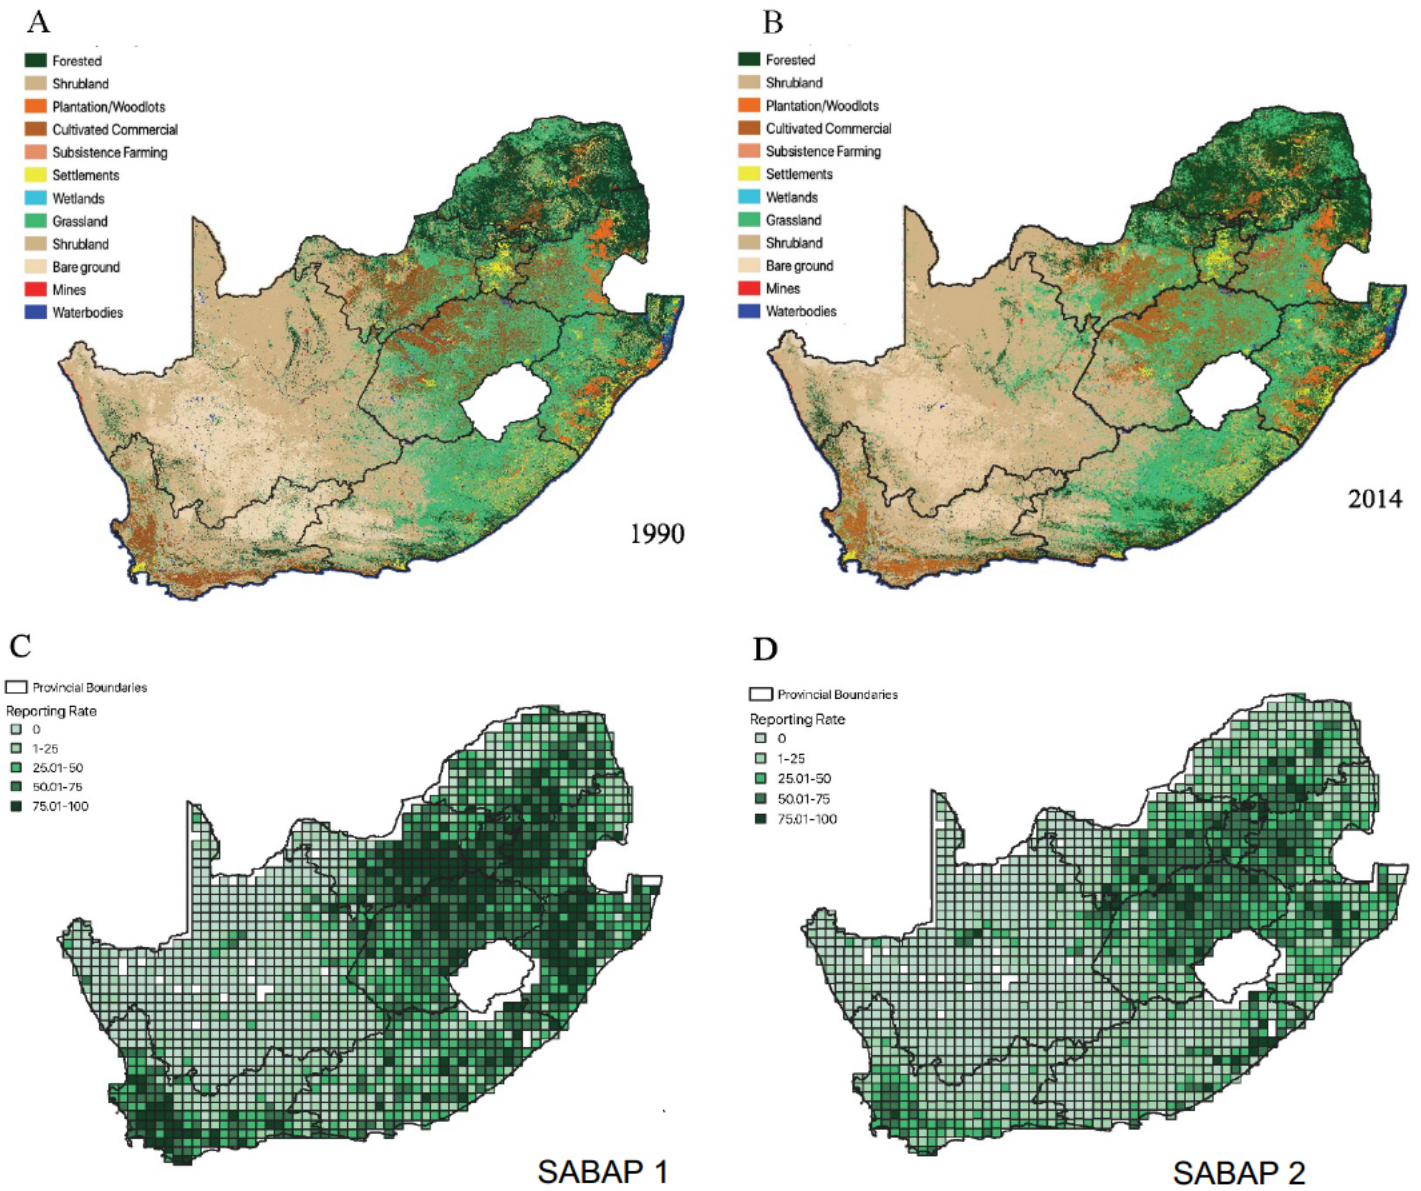 A
Forested
Shrubland
Plantation/Woodlots
Cultivated Commercial
Subsistence Farming
Settlements
Wetlands
Grassland
Shrubland
Bare ground
Mines
Waterbodies
1990
B
Forested
Shrubland
Plantation/Woodlots
Cultivated Commercial
Subsistence Farming
Settlements
Wetlands
Grassland
Shrubland
Bare ground
Mines
Waterbodies
2014
C
Provincial Boundaries
Reporting Rate
0
1-25
25.01-50
50.01-75
75.01-100
SABAP 1
D
Provincial Boundaries
Reporting Rate
0
1-25
25.01-50
50.01-75
75.01-100
SABAP 2